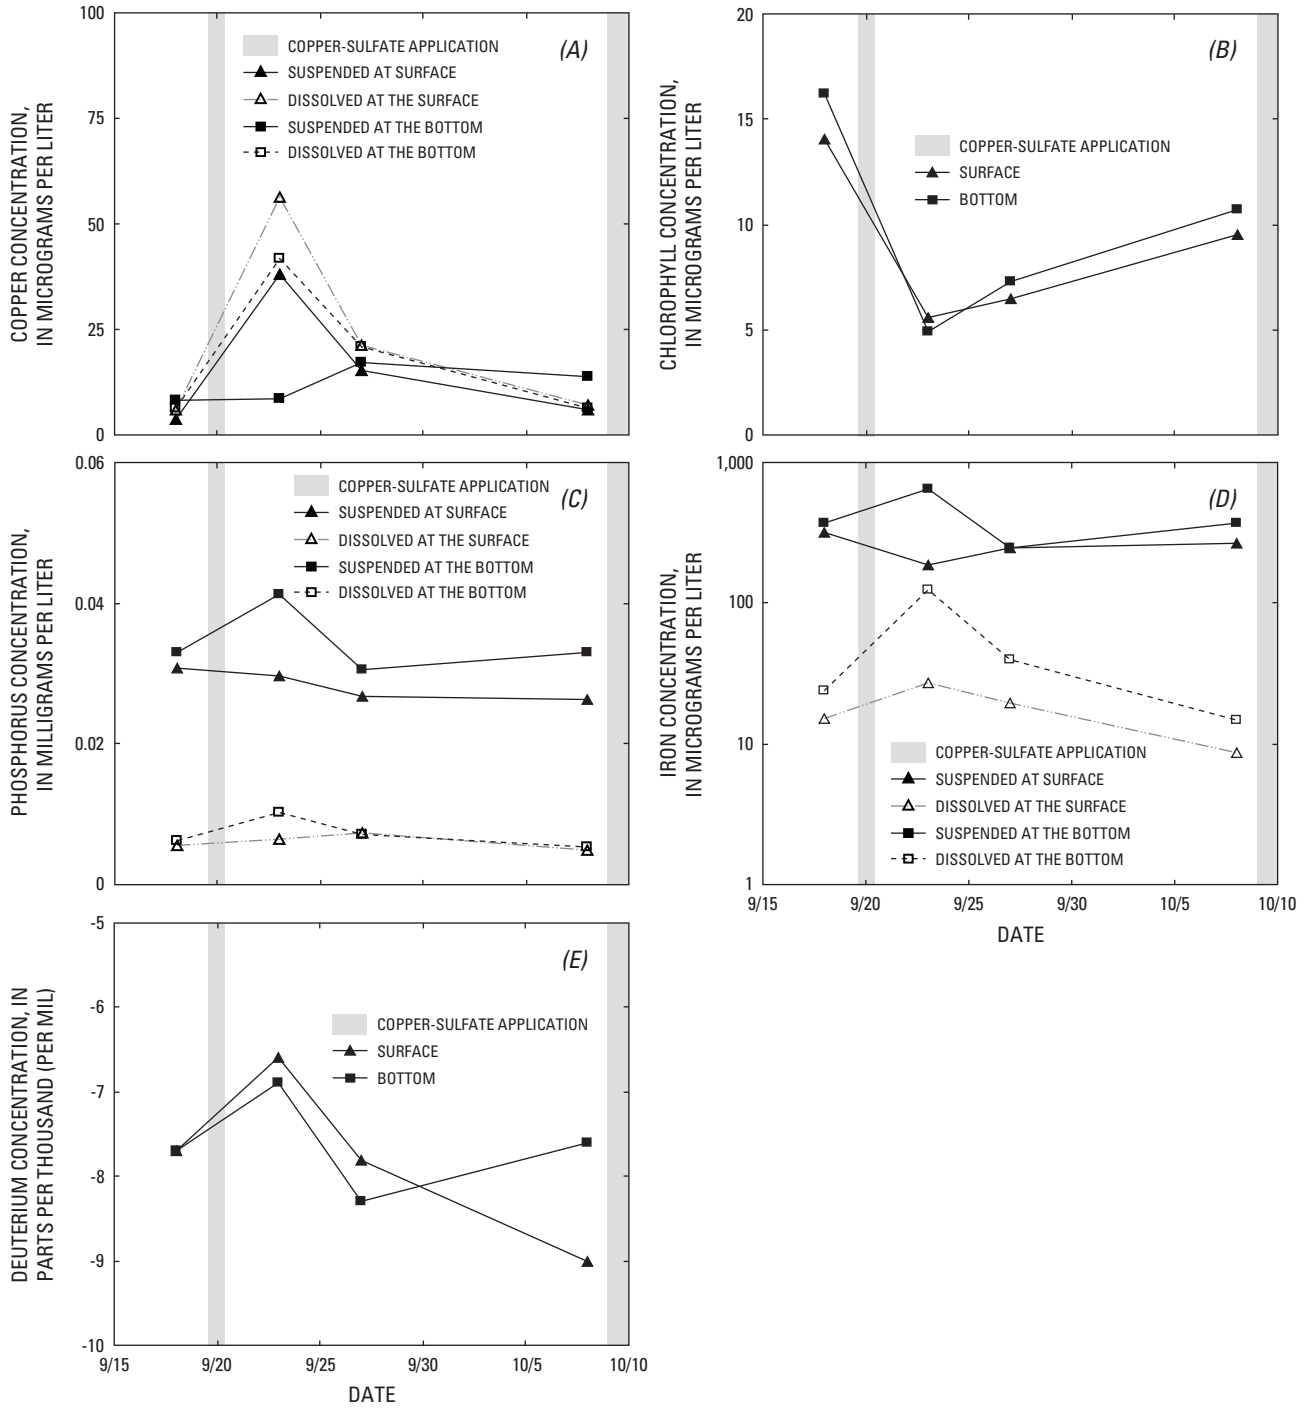 COPPER CONCENTRATION,
IN MICROGRAMS PER LITER
100
75
50
25
0
COPPER-SULFATE APPLICATION
SUSPENDED AT SURFACE
DISSOLVED AT THE SURFACE
SUSPENDED AT THE BOTTOM
DISSOLVED AT THE BOTTOM
(A)
CHLOROPHYLL CONCENTRATION,
IN MICROGRAMS PER LITER
20
15
10
5
0
COPPER-SULFATE APPLICATION
SURFACE
BOTTOM
(B)
PHOSPHORUS CONCENTRATION,
IN MILLIGRAMS PER LITER
0.06
0.04
0.02
0
COPPER-SULFATE APPLICATION
SUSPENDED AT SURFACE
DISSOLVED AT THE SURFACE
SUSPENDED AT THE BOTTOM
DISSOLVED AT THE BOTTOM
(C)
IRON CONCENTRATION,
IN MICROGRAMS PER LITER
1,000
100
10
1
(D)
COPPER-SULFATE APPLICATION
SUSPENDED AT SURFACE
DISSOLVED AT THE SURFACE
SUSPENDED AT THE BOTTOM
DISSOLVED AT THE BOTTOM
9/15 9/20 9/25 9/30 10/5 10/10
DATE
DEUTERIUM CONCENTRATION, IN
PARTS PER THOUSAND (PER MIL)
-5
-6
-7
-8
-9
-10
(E)
COPPER-SULFATE APPLICATION
SURFACE
BOTTOM
9/15 9/20 9/25 9/30 10/5 10/10
DATE